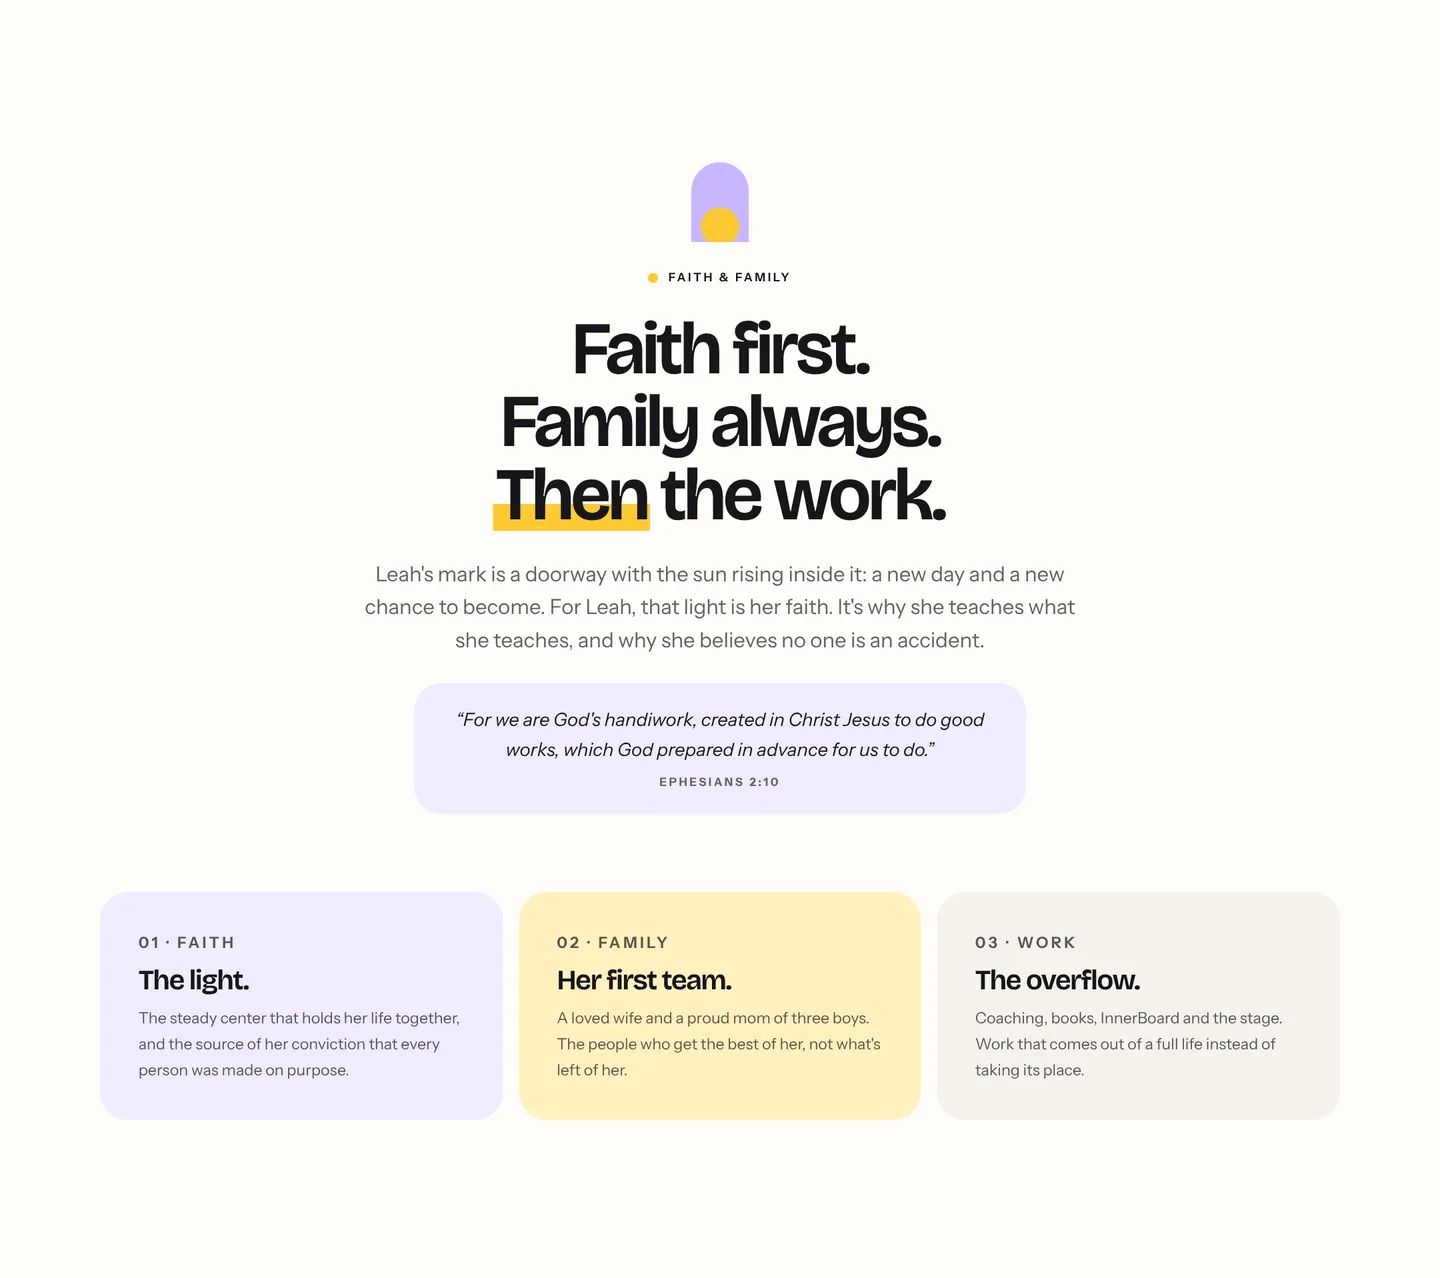 FAITH & FAMILY
Faith first.
Family always.
Then the work.
Leah's mark is a doorway with the sun rising inside it: a new day and a new
chance to become. For Leah, that light is her faith. It's why she teaches what
she teaches, and why she believes no one is an accident.
“For we are God's handiwork, created in Christ Jesus to do good
works, which God prepared in advance for us to do.”
EPHESIANS 2:10
01 · FAITH
The light.
The steady center that holds her life together,
and the source of her conviction that every
person was made on purpose.
02 · FAMILY
Her first team.
A loved wife and a proud mom of three boys.
The people who get the best of her, not what's
left of her.
03 · WORK
The overflow.
Coaching, books, InnerBoard and the stage.
Work that comes out of a full life instead of
taking its place.